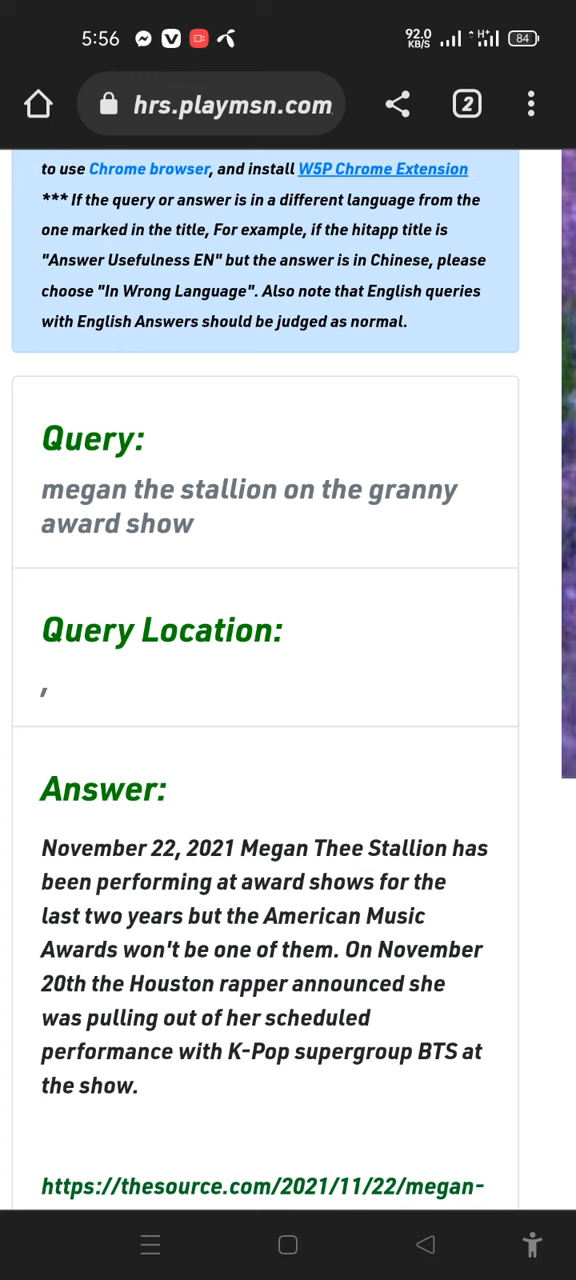 5:56
92.0
KB/S
H+
84
hrs.playmsn.com
2
to use Chrome browser, and install W5P Chrome Extension
*** If the query or answer is in a different language from the
one marked in the title, For example, if the hitapp title is
"Answer Usefulness EN" but the answer is in Chinese, please
choose "In Wrong Language". Also note that English queries
with English Answers should be judged as normal.
Query:
megan the stallion on the granny
award show
Query Location:
,
Answer:
November 22, 2021 Megan Thee Stallion has
been performing at award shows for the
last two years but the American Music
Awards won't be one of them. On November
20th the Houston rapper announced she
was pulling out of her scheduled
performance with K-Pop supergroup BTS at
the show.
https://thesource.com/2021/11/22/megan-